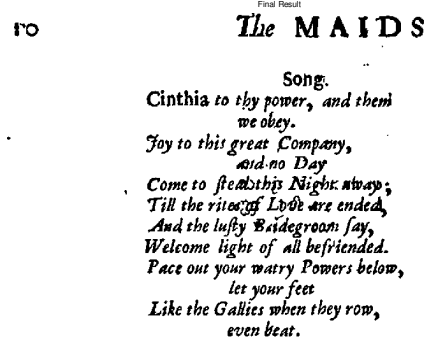 Final Result
10 The MAIDS
Song.
Cinthia to thy power, and them
we obey.
Joy to this great Company,
and no Day
Come to ſteal this Night away;
Till the rites of Love are ended,
And the luſty Bridegroom ſay,
Welcome light of all befriended.
Pace out your watry Powers below,
let your feet
Like the Gallies when they row,
even beat.